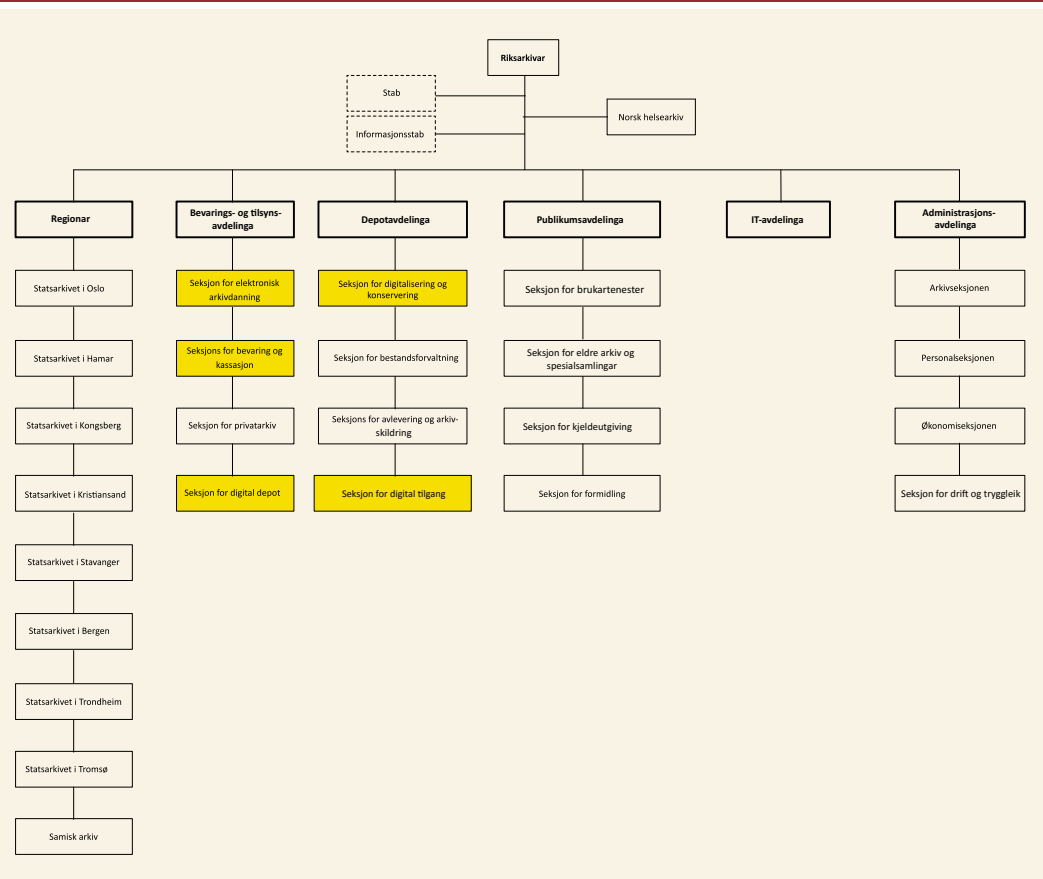 Riksarkivar
Stab
Norsk helsearkiv
Informasjonsstab
Regionar
Statsarkivet i Oslo
Statsarkivet i Hamar
Statsarkivet i Kongsberg
Statsarkivet i Kristiansand
Statsarkivet i Stavanger
Statsarkivet i Bergen
Statsarkivet i Trondheim
Statsarkivet i Tromsø
Samisk arkiv
Bevarings- og tilsyns-
avdelinga
Seksjon for elektronisk
arkivdanning
Seksjons for bevaring og
kassasjon
Seksjon for privatarkiv
Seksjon for digital depot
Depotavdelinga
Seksjon for digitalisering og
konservering
Seksjon for bestandsforvaltning
Seksjons for avlevering og arkiv-
skildring
Seksjon for digital tilgang
Publikumsavdelinga
Seksjon for brukartenester
Seksjon for eldre arkiv og
spesialsamlingar
Seksjon for kjeldeutgiving
Seksjon for formidling
IT-avdelinga
Administrasjons-
avdelinga
Arkivseksjonen
Personalseksjonen
Økonomiseksjonen
Seksjon for drift og tryggleik